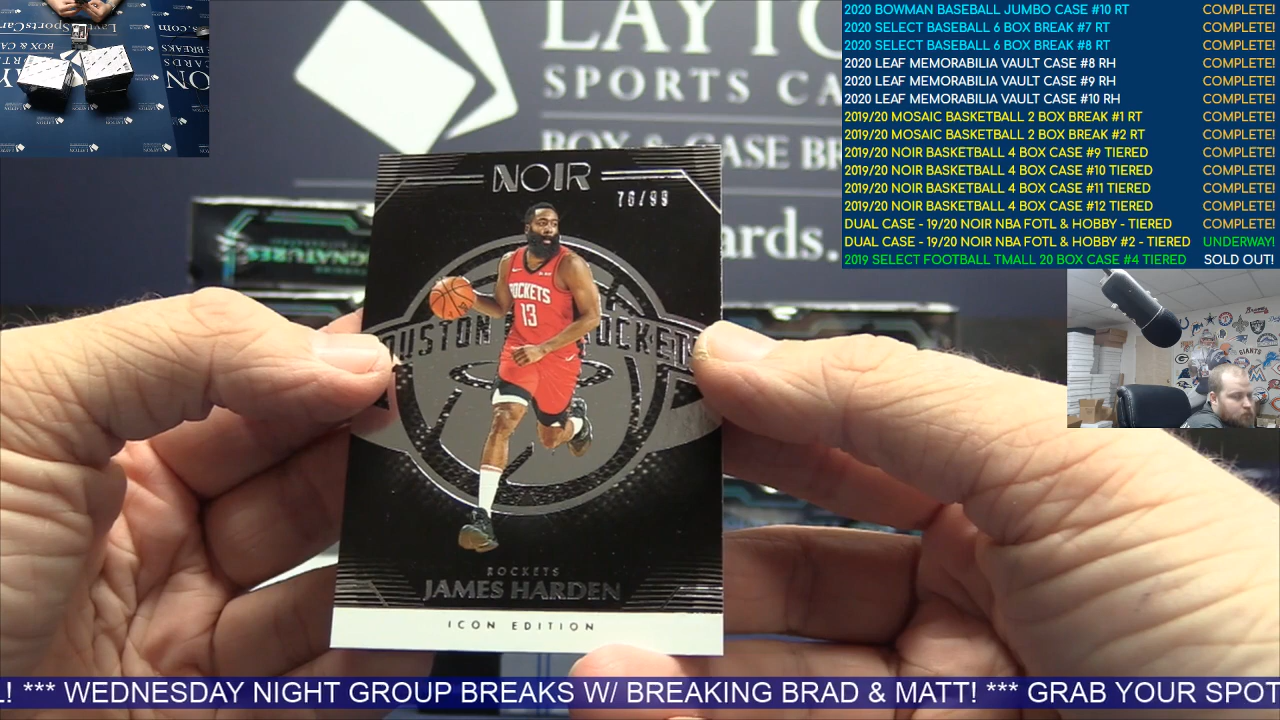 LAYTO
SPORTS CA
BOX & CASE BR
ards.
SIGNATURES
2020 BOWMAN BASEBALL JUMBO CASE #10 RT COMPLETE!
2020 SELECT BASEBALL 6 BOX BREAK #7 RT COMPLETE!
2020 SELECT BASEBALL 6 BOX BREAK #8 RT COMPLETE!
2020 LEAF MEMORABILIA VAULT CASE #8 RH COMPLETE!
2020 LEAF MEMORABILIA VAULT CASE #9 RH COMPLETE!
2020 LEAF MEMORABILIA VAULT CASE #10 RH COMPLETE!
2019/20 MOSAIC BASKETBALL 2 BOX BREAK #1 RT COMPLETE!
2019/20 MOSAIC BASKETBALL 2 BOX BREAK #2 RT COMPLETE!
2019/20 NOIR BASKETBALL 4 BOX CASE #9 TIERED COMPLETE!
2019/20 NOIR BASKETBALL 4 BOX CASE #10 TIERED COMPLETE!
2019/20 NOIR BASKETBALL 4 BOX CASE #11 TIERED COMPLETE!
2019/20 NOIR BASKETBALL 4 BOX CASE #12 TIERED COMPLETE!
DUAL CASE - 19/20 NOIR NBA FOTL & HOBBY - TIERED COMPLETE!
DUAL CASE - 19/20 NOIR NBA FOTL & HOBBY #2 - TIERED UNDERWAY!
2019 SELECT FOOTBALL TMALL 20 BOX CASE #4 TIERED SOLD OUT!
NOIR
76/99
ROCKETS
13
OUSTON ROCKETS
ROCKETS
JAMES HARDEN
ICON EDITION
GIANTS
L! *** WEDNESDAY NIGHT GROUP BREAKS W/ BREAKING BRAD & MATT! *** GRAB YOUR SPOT